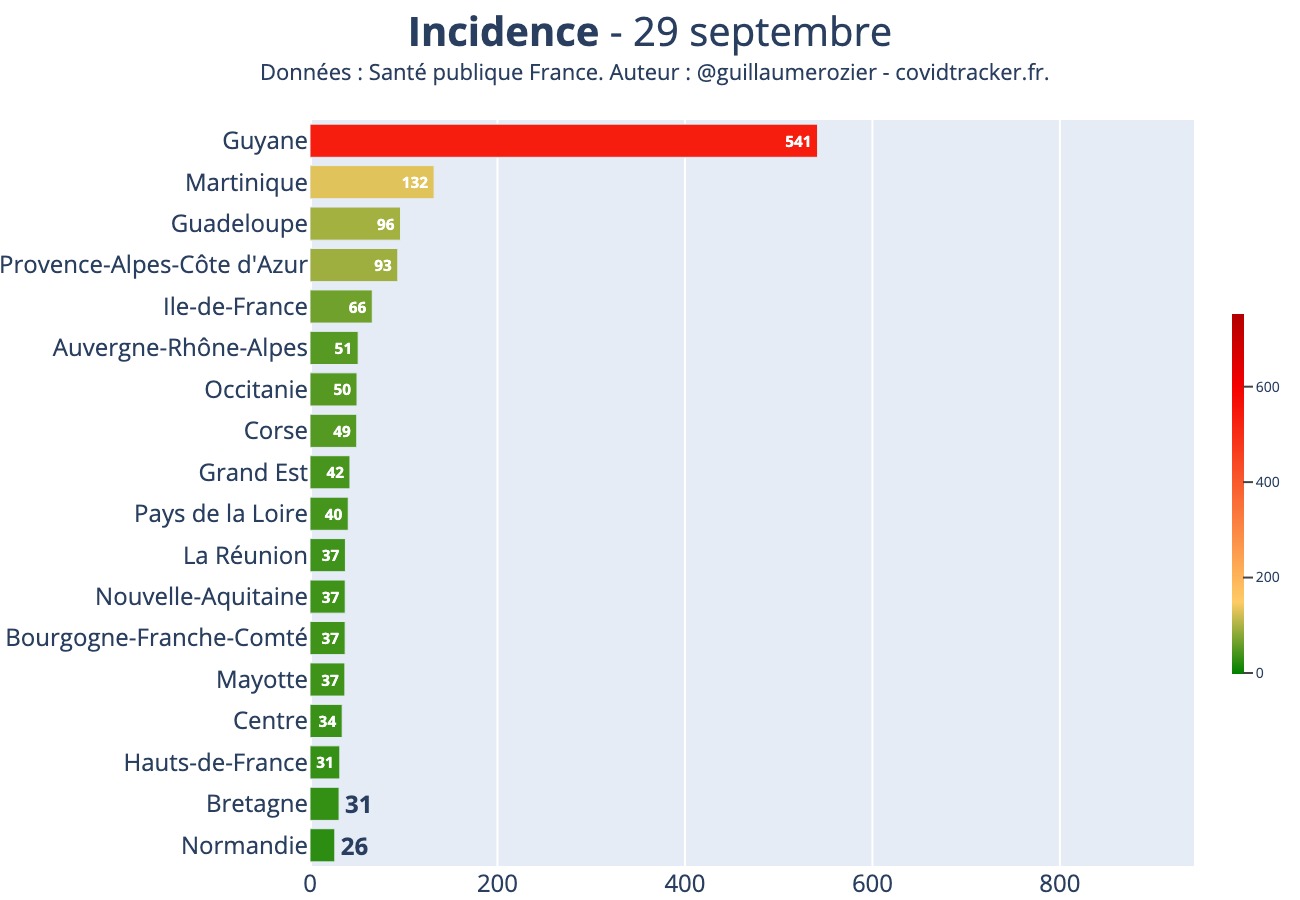 Incidence - 29 septembre
Données : Santé publique France. Auteur : @guillaumerozier - covidtracker.fr.
Guyane 541
Martinique 132
Guadeloupe 96
Provence-Alpes-Côte d'Azur 93
Ile-de-France 66
Auvergne-Rhône-Alpes 51
Occitanie 50
Corse 49
Grand Est 42
Pays de la Loire 40
La Réunion 37
Nouvelle-Aquitaine 37
Bourgogne-Franche-Comté 37
Mayotte 37
Centre 34
Hauts-de-France 31
Bretagne 31
Normandie 26
0 200 400 600 800
600
400
200
0